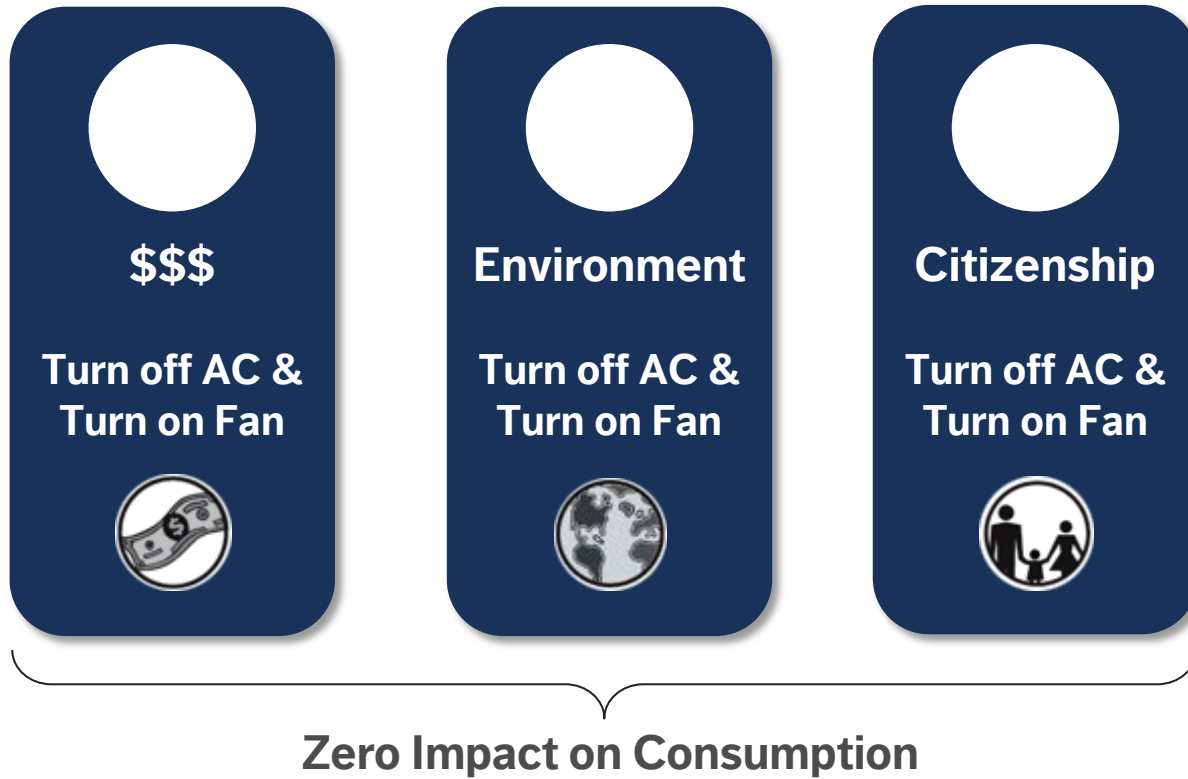 $$$
Turn off AC &
Turn on Fan
$
Environment
Turn off AC &
Turn on Fan
Citizenship
Turn off AC &
Turn on Fan
Zero Impact on Consumption